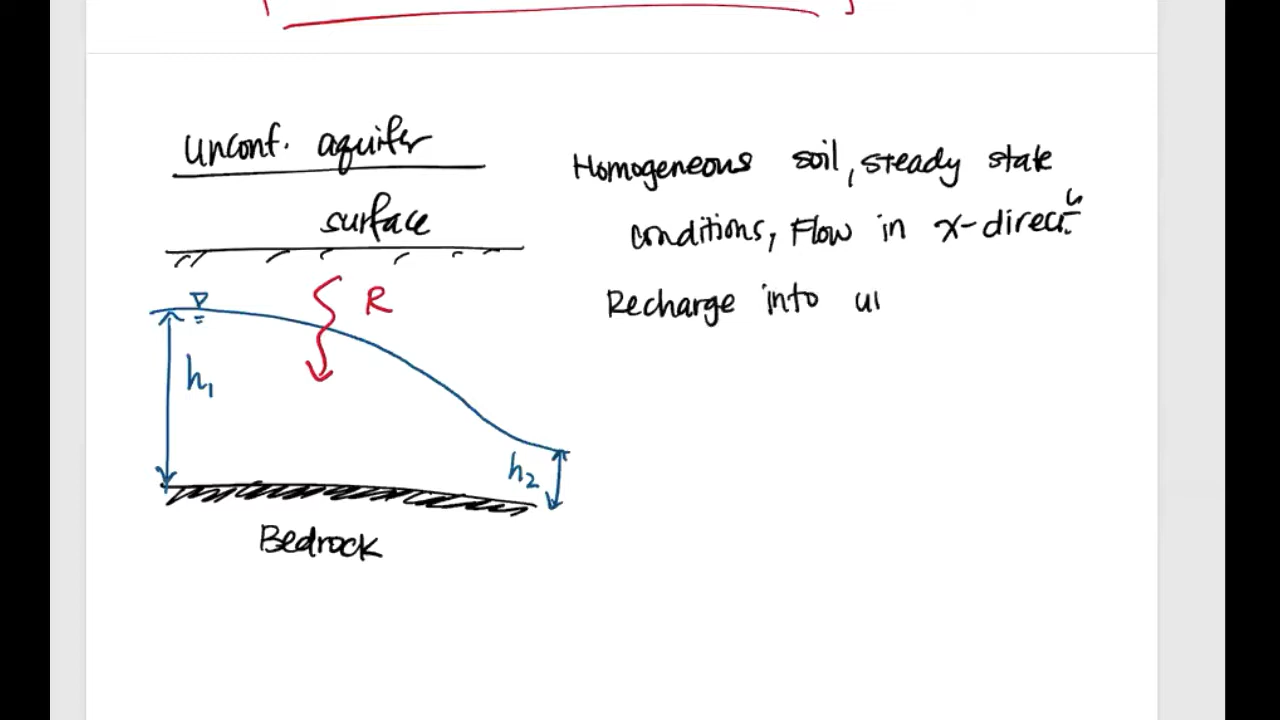 Unconf. aquifer
surface
R
h₁
h₂
Bedrock
Homogeneous soil, steady state
conditions, Flow in x-direct.ⁿ
Recharge into u